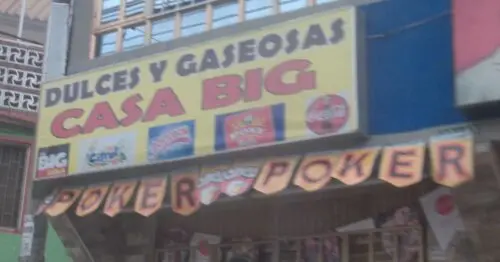 DULCES Y GASEOSAS
CASA BIG
BIG
POKER POKER POKER